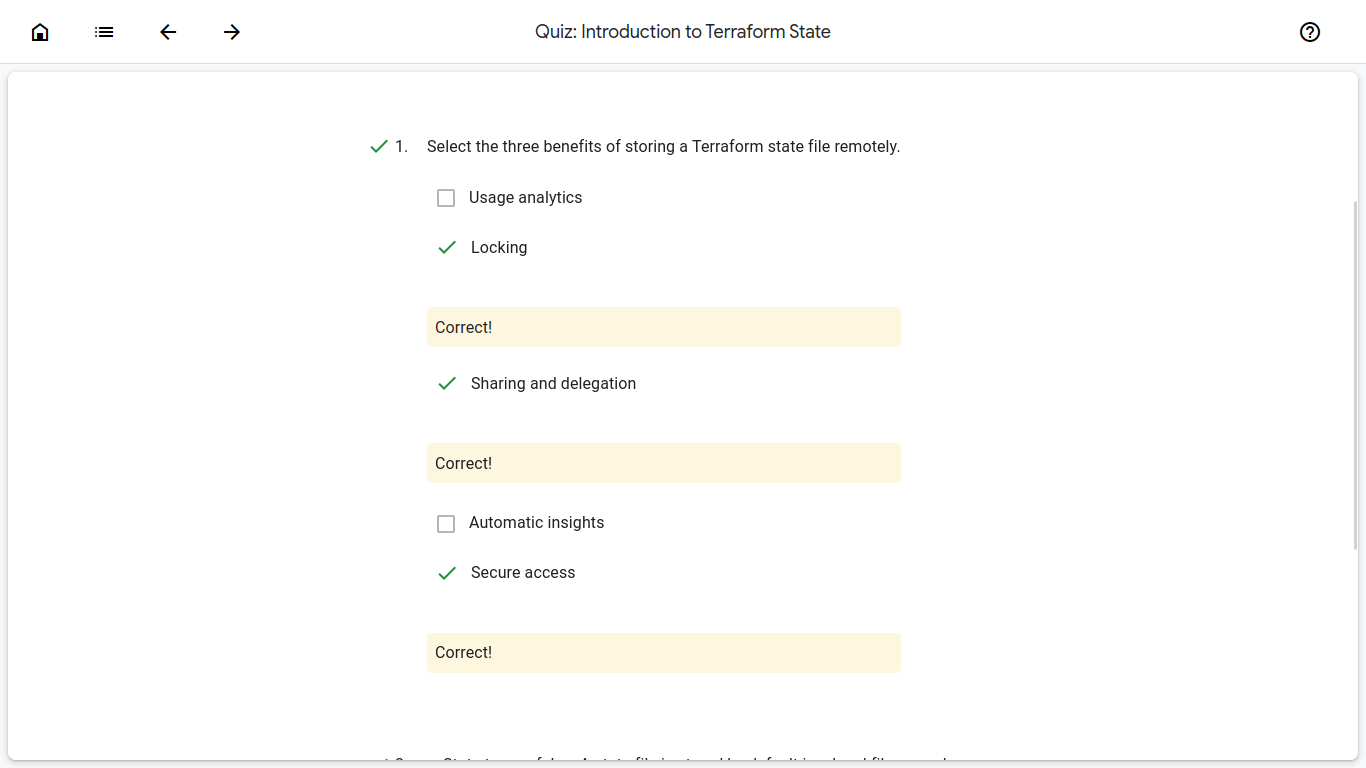 Quiz: Introduction to Terraform State
1. Select the three benefits of storing a Terraform state file remotely.
Usage analytics
Locking
Correct!
Sharing and delegation
Correct!
Automatic insights
Secure access
Correct!